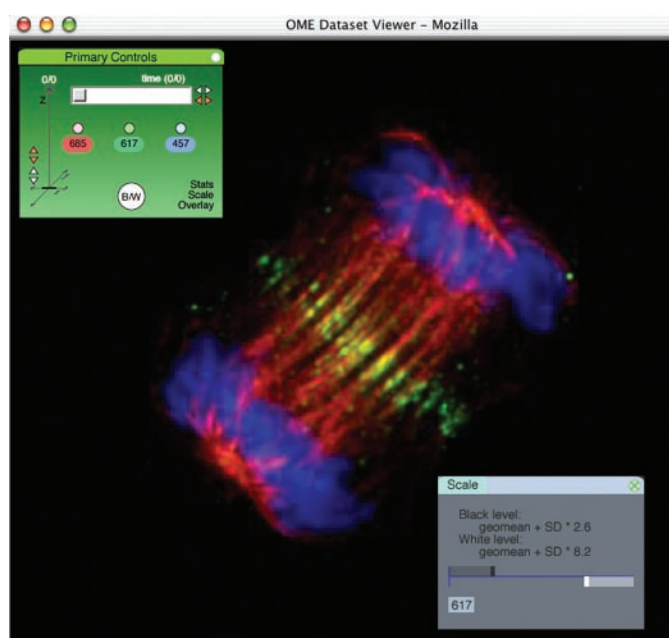 OME Dataset Viewer – Mozilla
Primary Controls
0/0 time (0/0)
Z
685 617 457
B/W
Stats
Scale
Overlay
Scale
Black level:
geomean + SD * 2.6
White level:
geomean + SD * 8.2
617